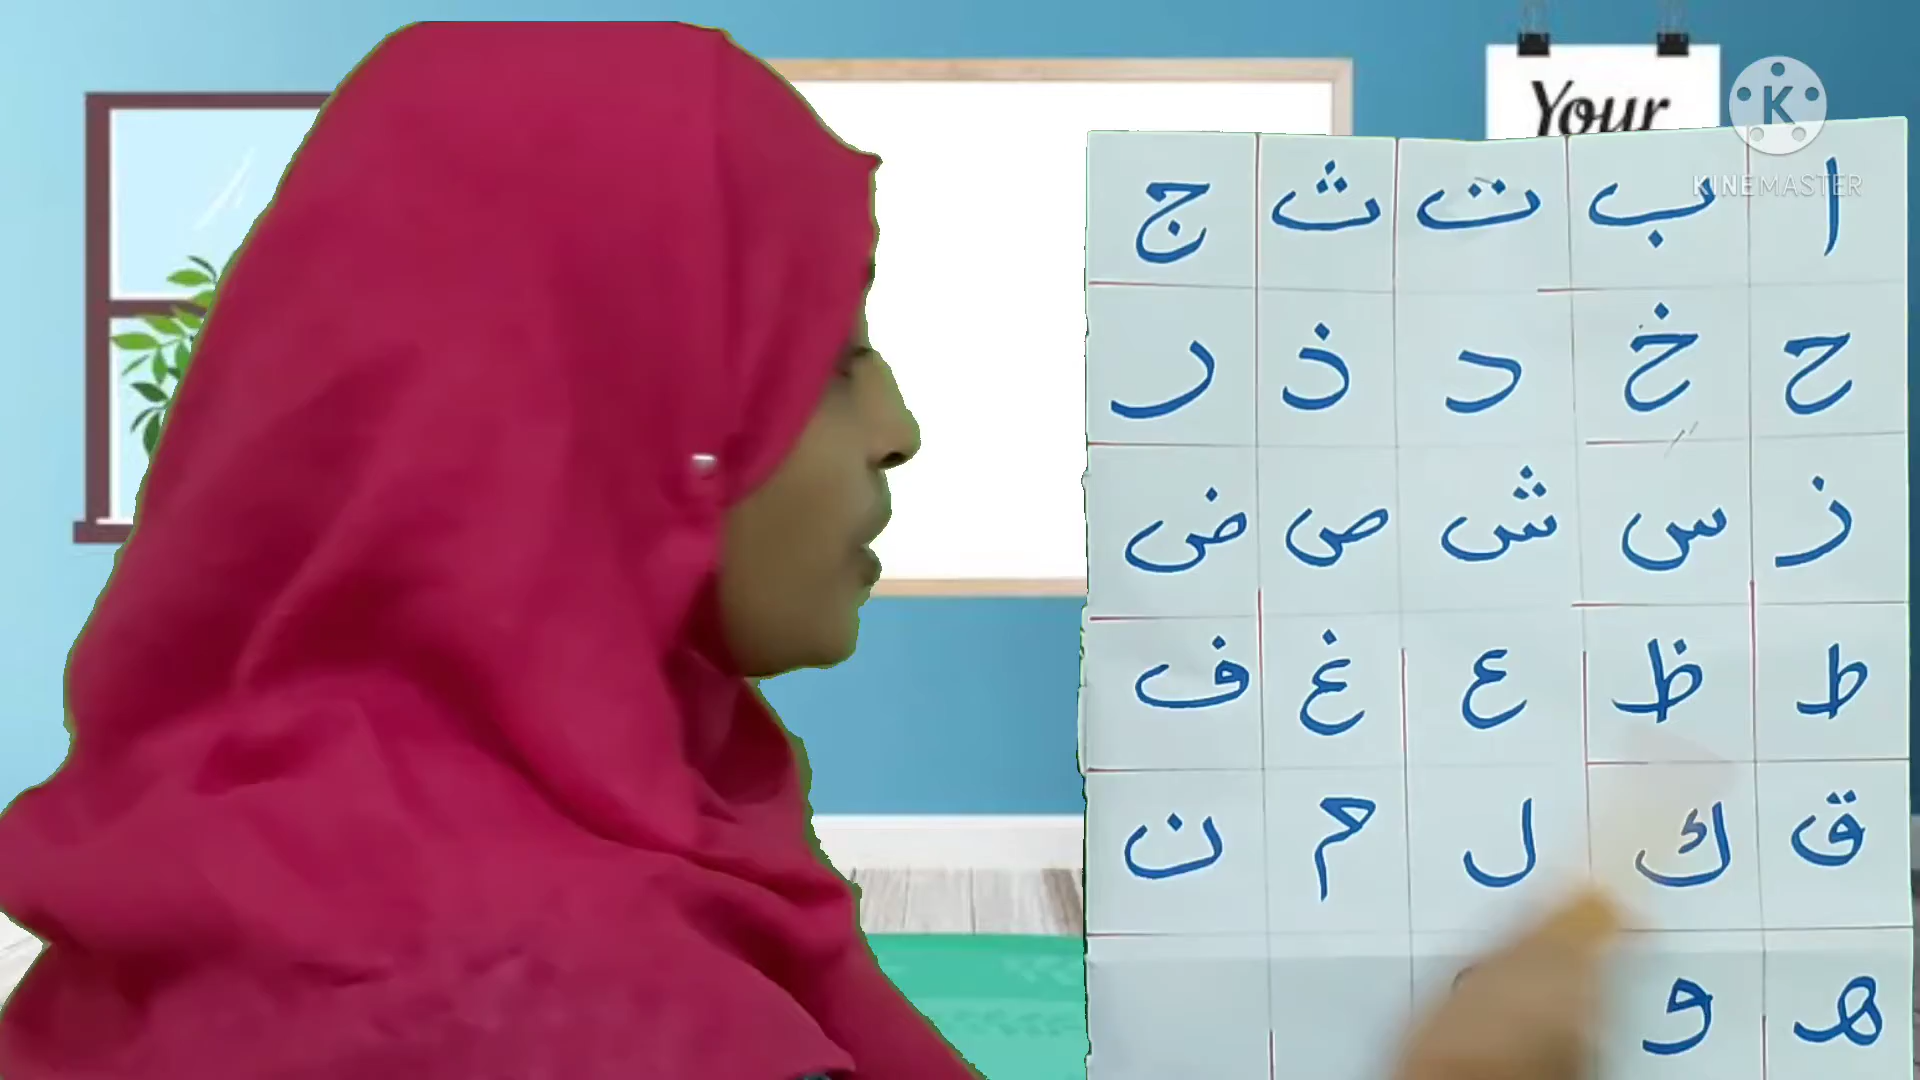 Your
K
KINEMASTER
ا ب ت ث ج
ح خ د ذ ر
ز س ش ص ض
ط ظ ع غ ف
ق ك ل م ن
ه و